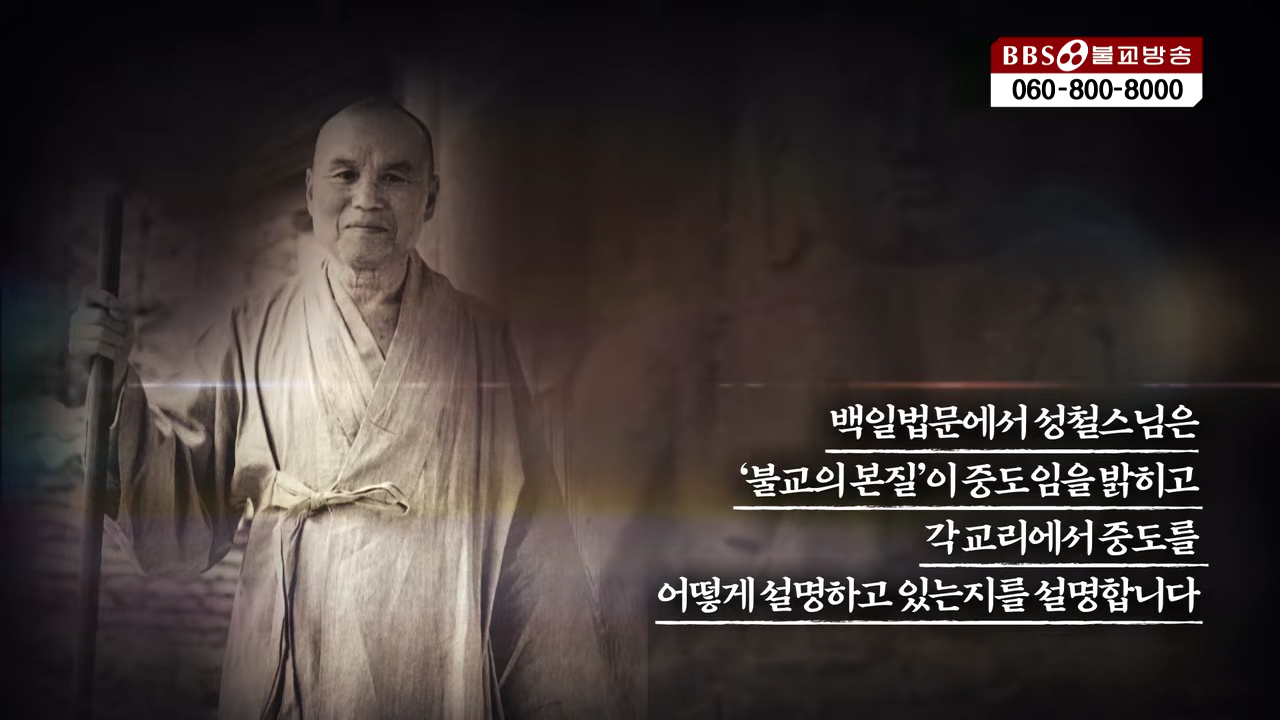 BBS 불교방송
060-800-8000
백일법문에서 성철스님은
‘불교의 본질’이 중도임을 밝히고
각 교리에서 중도를
어떻게 설명하고 있는지를 설명합니다